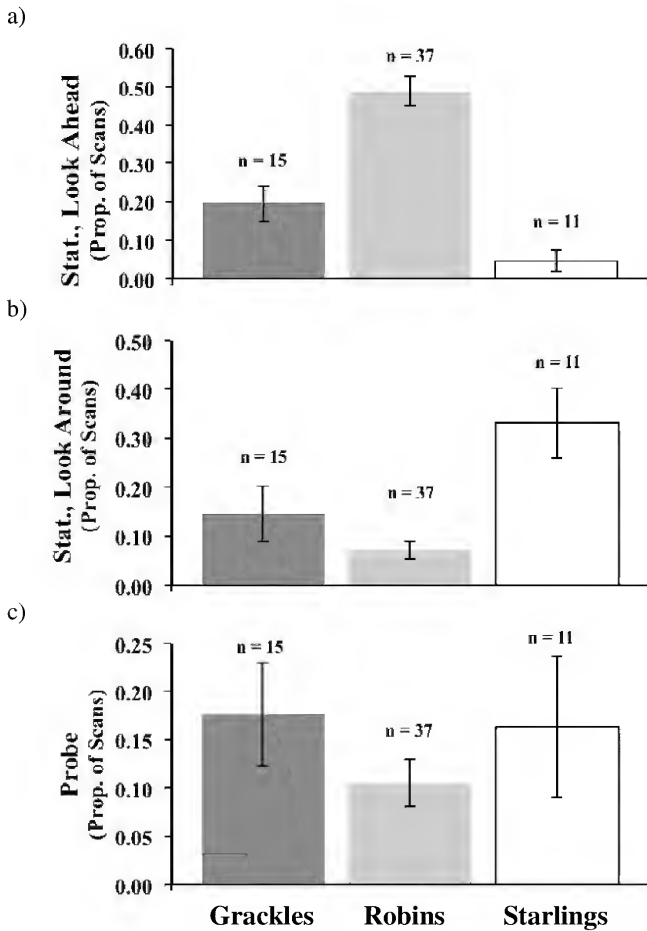 a)
Stat., Look Ahead
(Prop. of Scans)
0.60
0.50
0.40
0.30
0.20
0.10
0.00
n = 15
n = 37
n = 11
b)
Stat., Look Around
(Prop. of Scans)
0.50
0.40
0.30
0.20
0.10
0.00
n = 15
n = 37
n = 11
c)
Probe
(Prop. of Scans)
0.25
0.20
0.15
0.10
0.05
0.00
n = 15
n = 37
n = 11
Grackles Robins Starlings